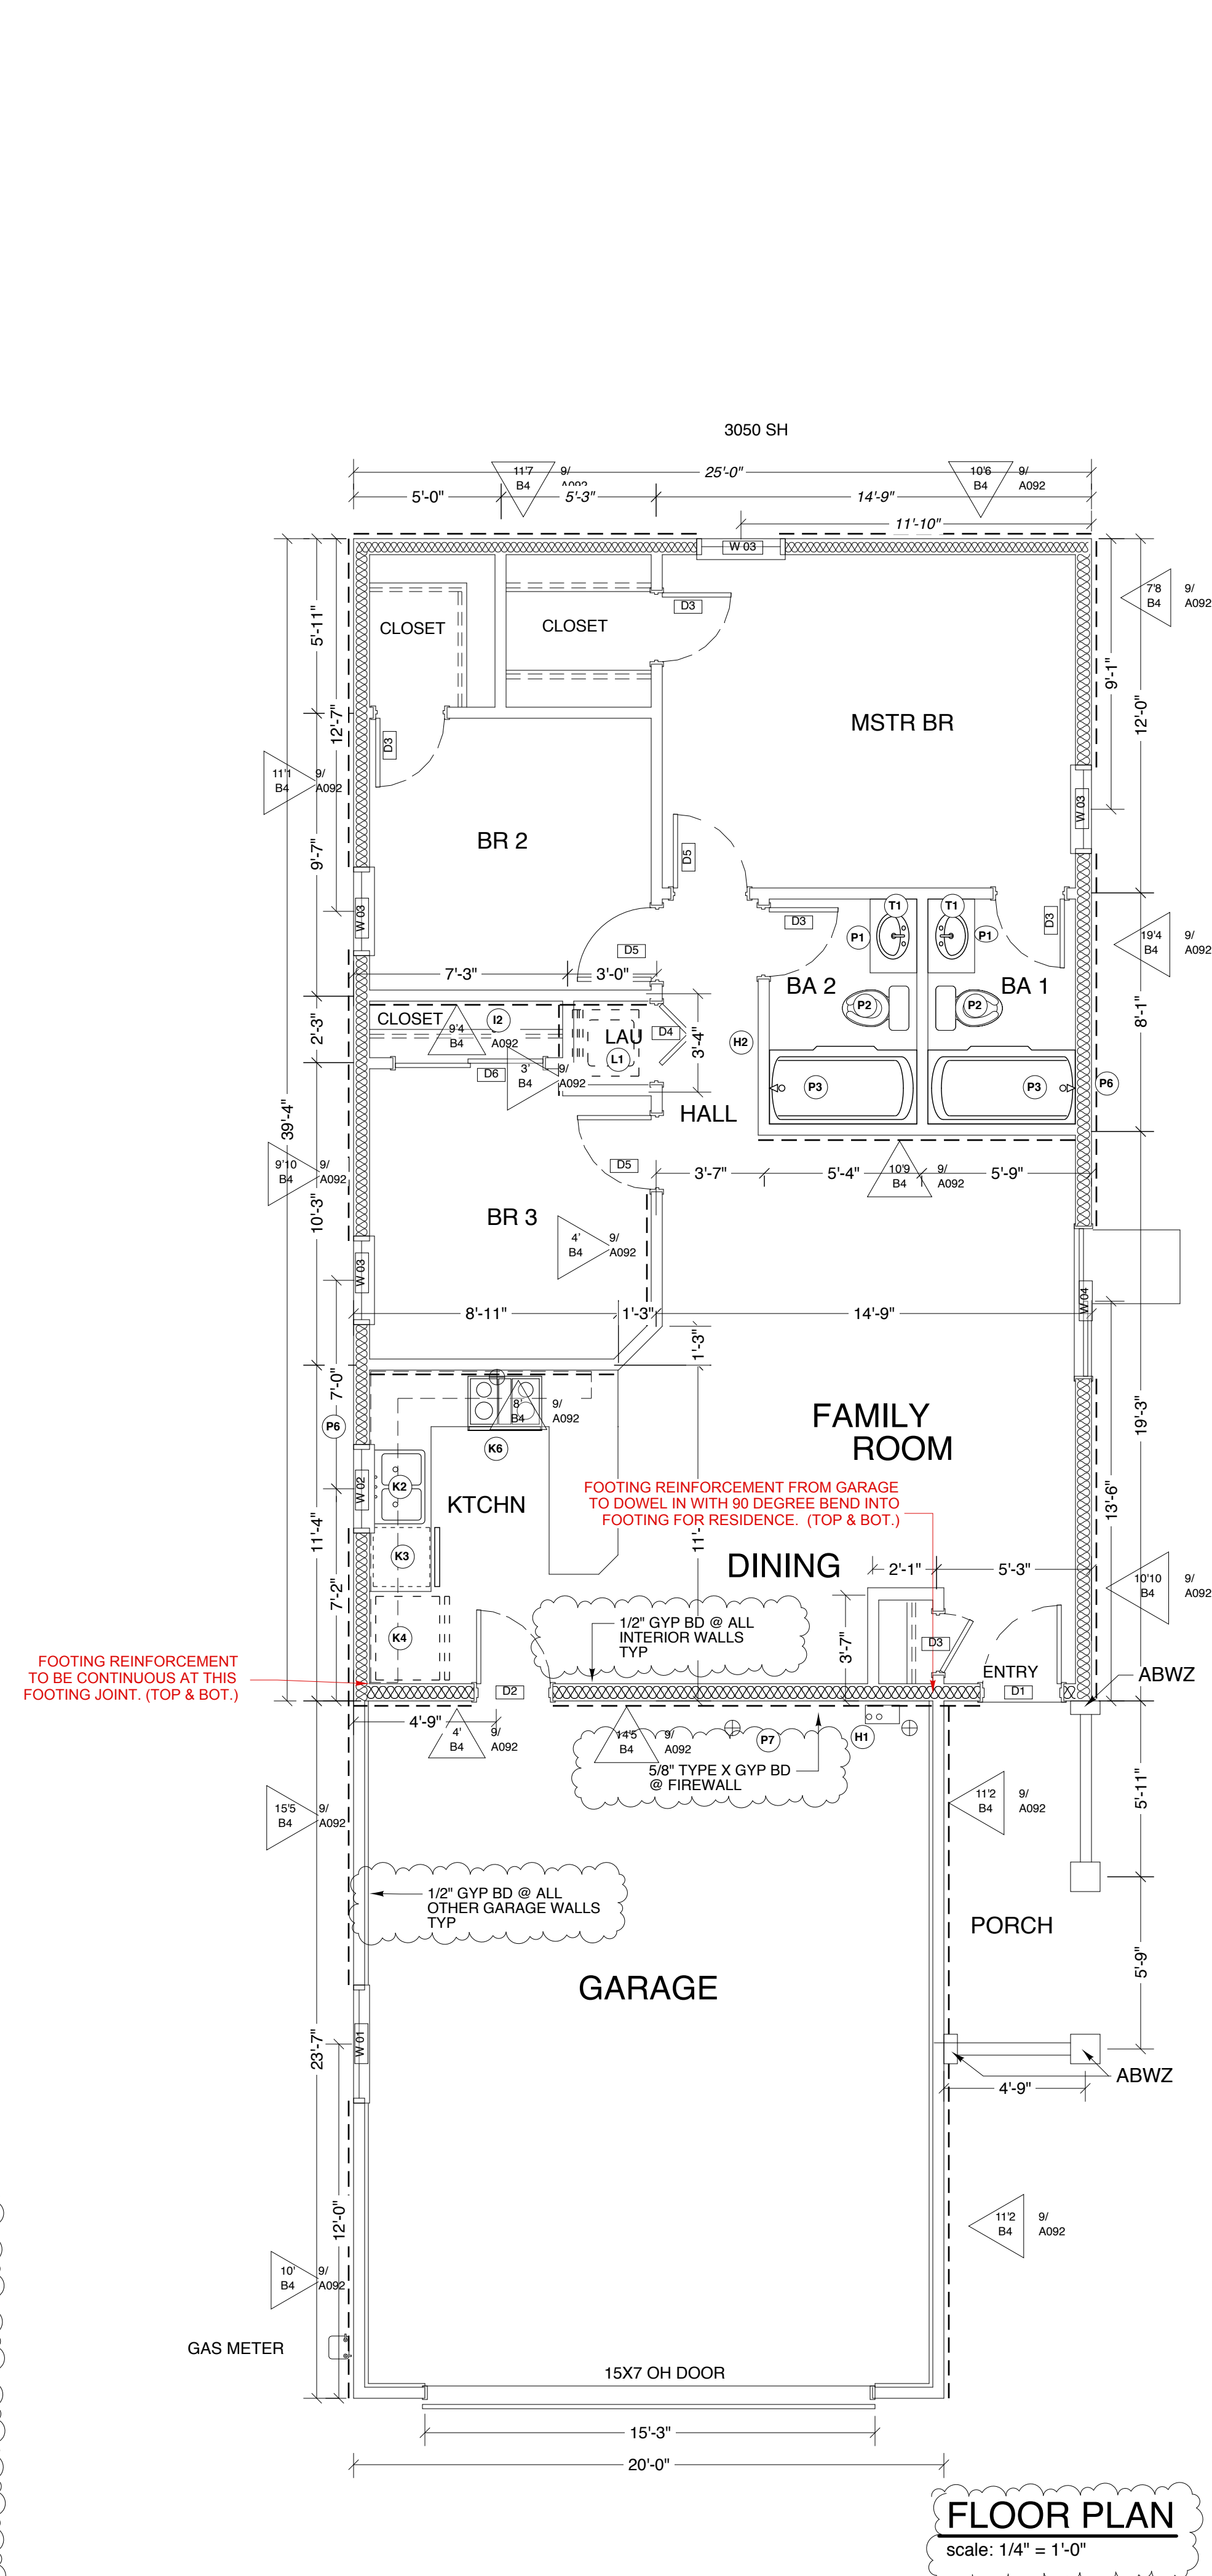 3050 SH
25'-0"
11'7
B4
9/
A092
10'6
B4
9/
A092
5'-0"
5'-3"
14'-9"
11'-10"
W 03
D3
CLOSET
CLOSET
7'8
B4
9/
A092
5'-11"
12'-7"
9'-1"
12'-0"
MSTR BR
D3
11'1
B4
9/
A092
W 03
BR 2
9'-7"
D5
W 03
T1
T1
D3
D3
P1
P1
19'4
B4
9/
A092
D5
7'-3"
3'-0"
BA 2
BA 1
P2
P2
8'-1"
CLOSET
I2
9'4
B4
A092
LAU
L1
D4
3'-4"
H2
2'-3"
D6
3'
B4
9/
A092
P3
P3
P6
HALL
39'-4"
9'10
B4
9/
A092
D5
3'-7"
5'-4"
10'9
B4
9/
A092
5'-9"
10'-3"
BR 3
4'
B4
9/
A092
W 03
W 04
8'-11"
1'-3"
14'-9"
1'-3"
7'-0"
8'
B4
9/
A092
FAMILY
ROOM
19'-3"
P6
K6
W 02
K2
KTCHN
FOOTING REINFORCEMENT FROM GARAGE
TO DOWEL IN WITH 90 DEGREE BEND INTO
FOOTING FOR RESIDENCE. (TOP & BOT.)
13'-6"
11'-4"
11'-
K3
DINING
2'-1"
5'-3"
10'10
B4
9/
A092
7'-2"
K4
1/2" GYP BD @ ALL
INTERIOR WALLS
TYP
3'-7"
D3
FOOTING REINFORCEMENT
TO BE CONTINUOUS AT THIS
FOOTING JOINT. (TOP & BOT.)
ENTRY
ABWZ
D2
D1
4'-9"
4'
B4
9/
A092
14'5
B4
9/
A092
P7
H1
5/8" TYPE X GYP BD
@ FIREWALL
15'5
B4
9/
A092
11'2
B4
9/
A092
5'-11"
1/2" GYP BD @ ALL
OTHER GARAGE WALLS
TYP
PORCH
GARAGE
5'-9"
23'-7"
W 01
ABWZ
4'-9"
12'-0"
11'2
B4
9/
A092
10'
B4
9/
A092
GAS METER
15X7 OH DOOR
15'-3"
20'-0"
FLOOR PLAN
scale: 1/4" = 1'-0"